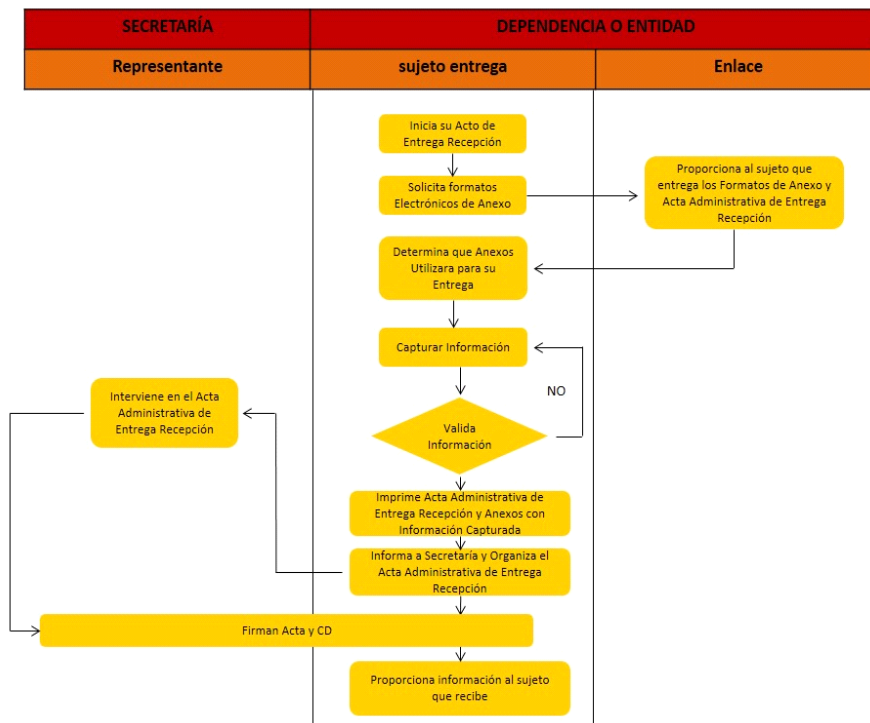 SECRETARÍA
DEPENDENCIA O ENTIDAD
Representante
sujeto entrega
Enlace
Inicia su Acto de
Entrega Recepción
Solicita formatos
Electrónicos de Anexo
Proporciona al sujeto que
entrega los Formatos de Anexo y
Acta Administrativa de Entrega
Recepción
Determina que Anexos
Utilizara para su
Entrega
Capturar Información
NO
Interviene en el Acta
Administrativa de
Entrega Recepción
Valida
Información
Imprime Acta Administrativa de
Entrega Recepción y Anexos con
Información Capturada
Informa a Secretaría y Organiza el
Acta Administrativa de Entrega
Recepción
Firman Acta y CD
Proporciona información al sujeto
que recibe